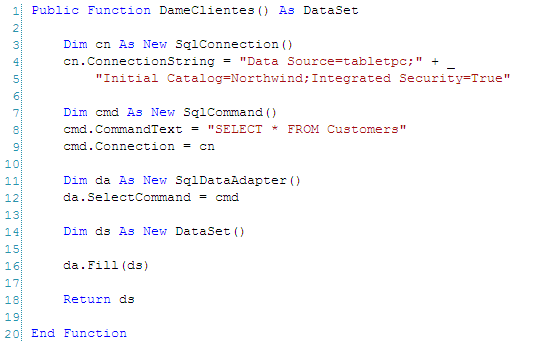 1 Public Function DameClientes() As DataSet
2
3     Dim cn As New SqlConnection()
4     cn.ConnectionString = "Data Source=tabletpc;" + _
5         "Initial Catalog=Northwind;Integrated Security=True"
6
7     Dim cmd As New SqlCommand()
8     cmd.CommandText = "SELECT * FROM Customers"
9     cmd.Connection = cn
10
11     Dim da As New SqlDataAdapter()
12     da.SelectCommand = cmd
13
14     Dim ds As New DataSet()
15
16     da.Fill(ds)
17
18     Return ds
19
20 End Function